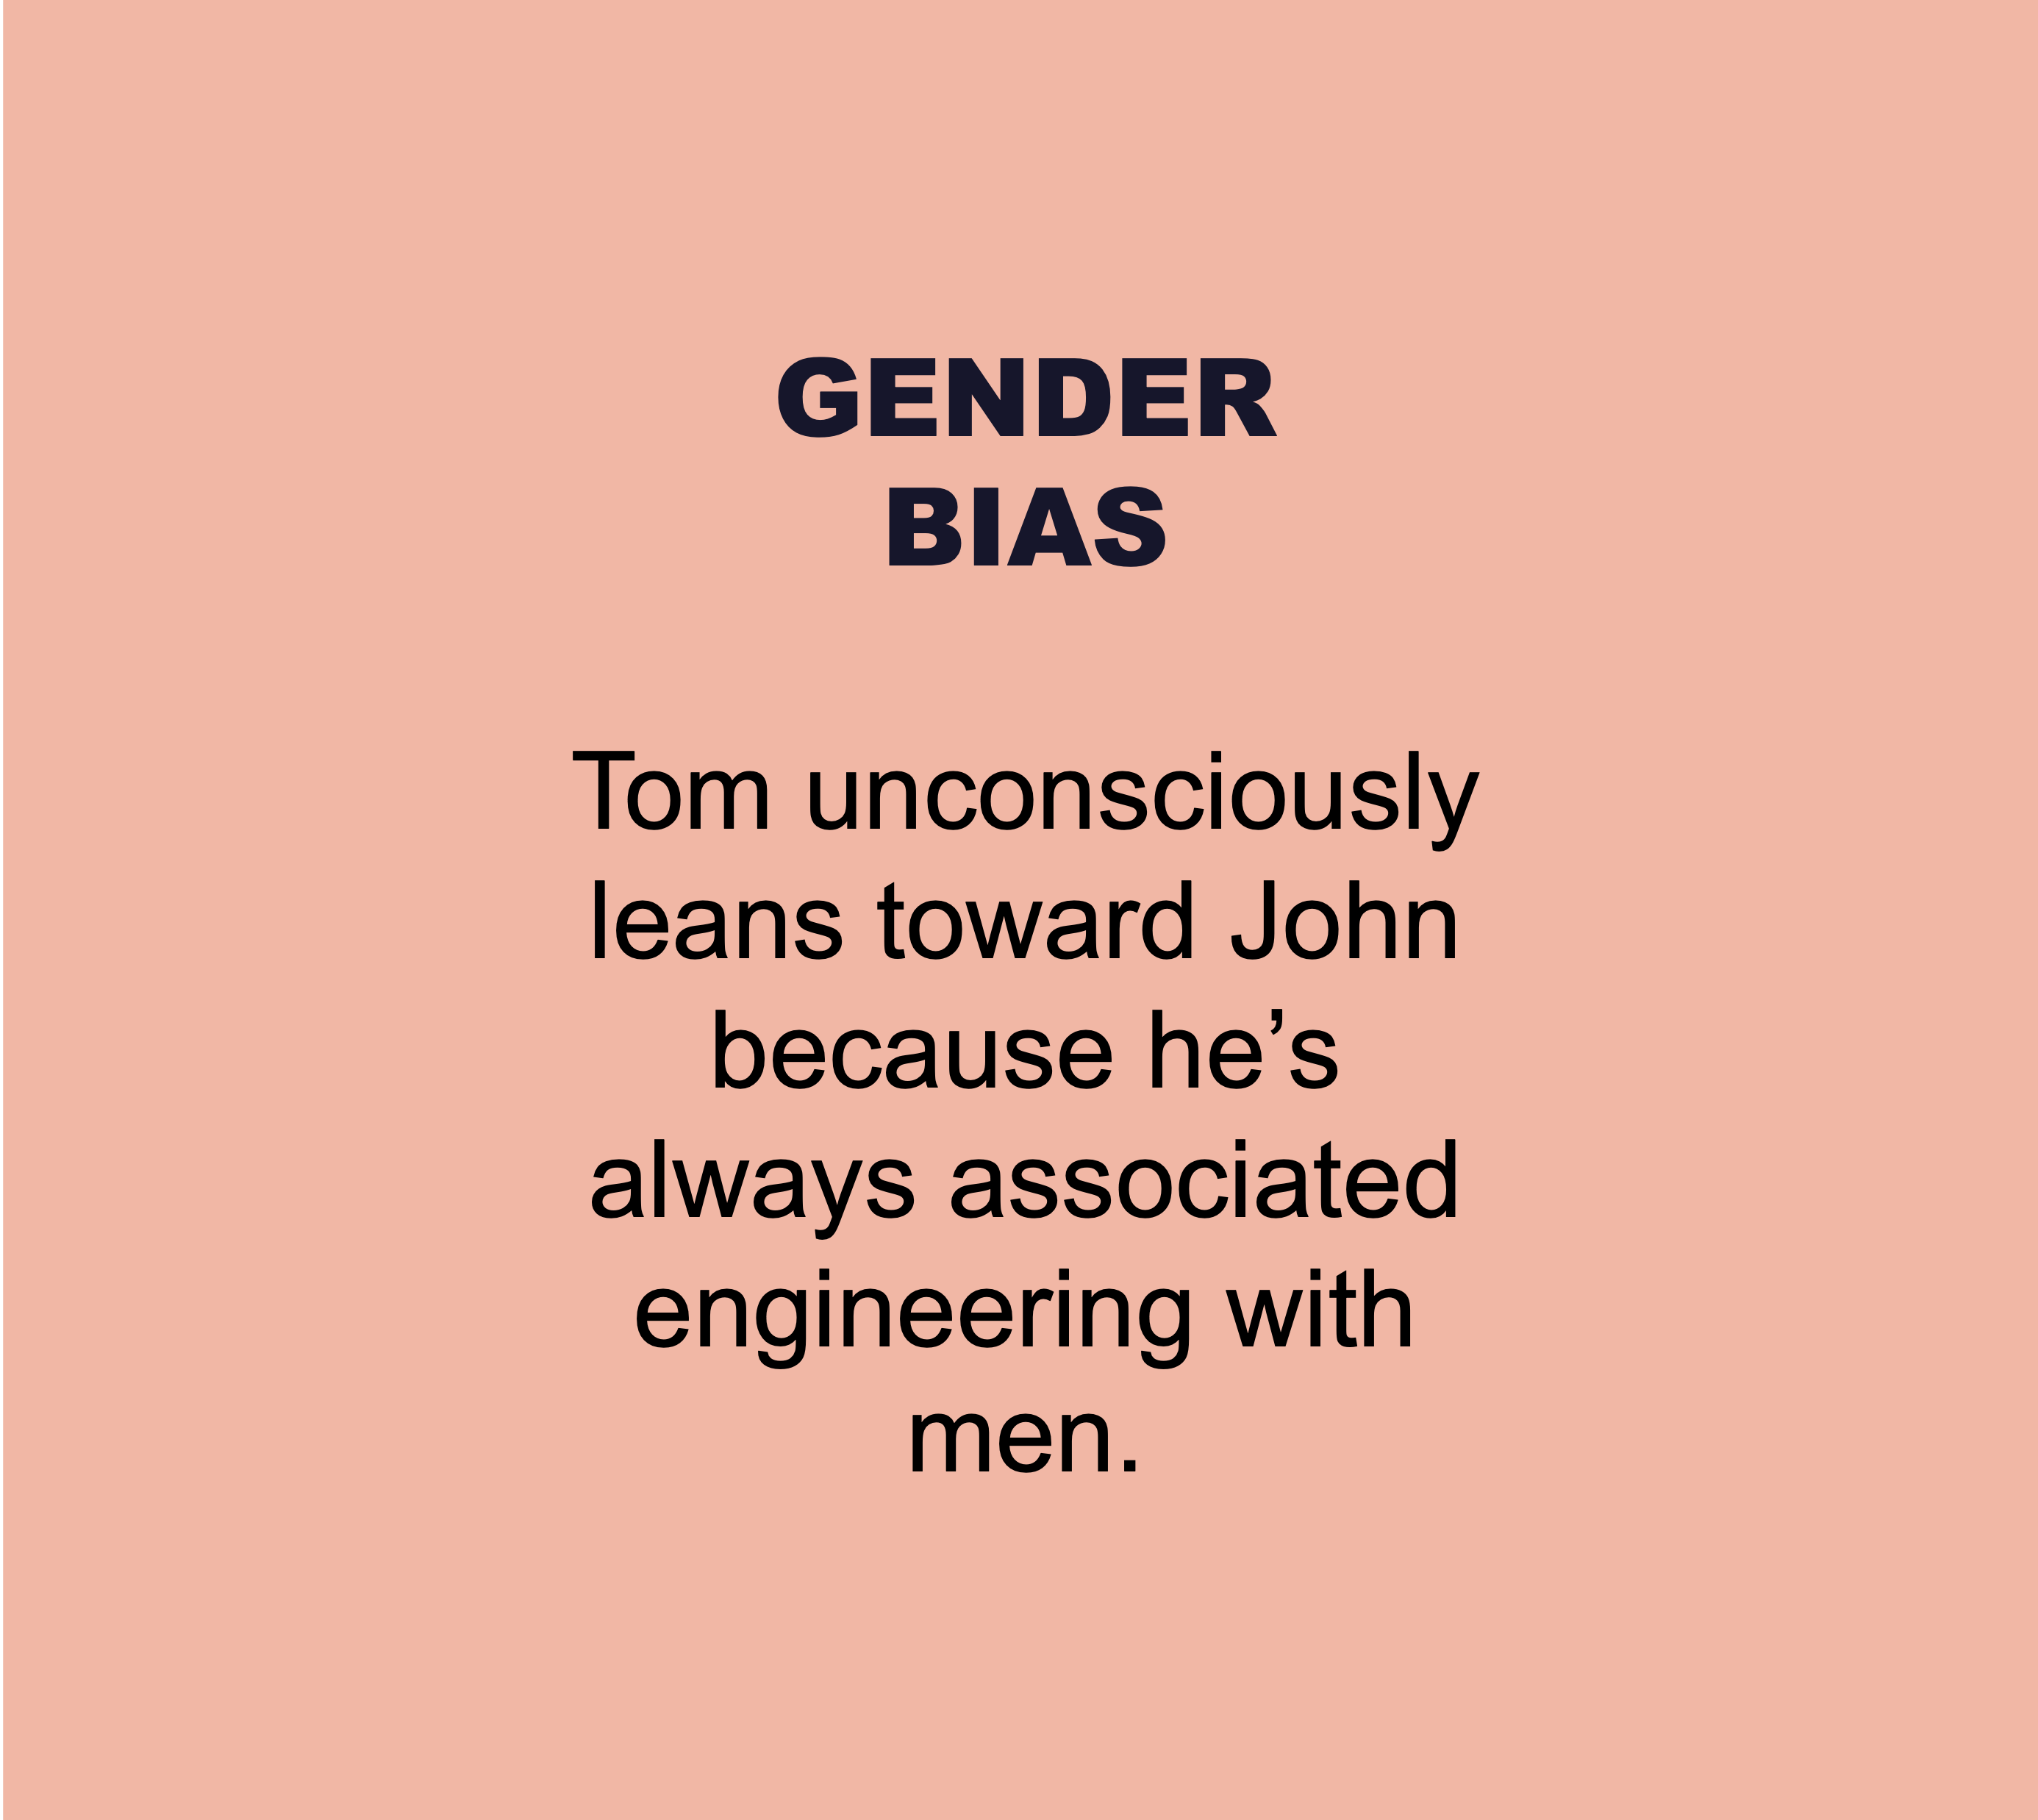 GENDER
BIAS
Tom unconsciously
leans toward John
because he’s
always associated
engineering with
men.